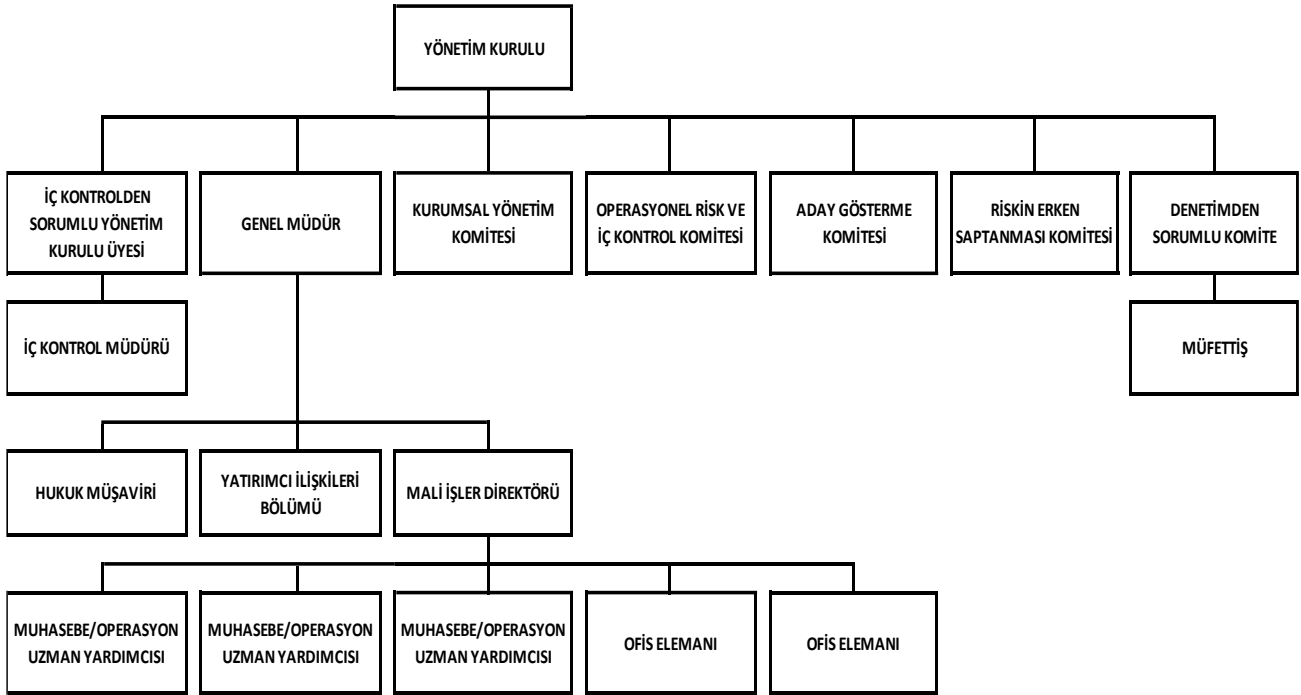 YÖNETİM KURULU
İÇ KONTROLDEN
SORUMLU YÖNETİM
KURULU ÜYESİ
GENEL MÜDÜR
KURUMSAL YÖNETİM
KOMİTESİ
OPERASYONEL RİSK VE
İÇ KONTROL KOMİTESİ
ADAY GÖSTERME
KOMİTESİ
RİSKİN ERKEN
SAPTANMASI KOMİTESİ
DENETİMDEN
SORUMLU KOMİTE
İÇ KONTROL MÜDÜRÜ
MÜFETTİŞ
HUKUK MÜŞAVİRİ
YATIRIMCI İLİŞKİLERİ
BÖLÜMÜ
MALİ İŞLER DİREKTÖRÜ
MUHASEBE/OPERASYON
UZMAN YARDIMCISI
MUHASEBE/OPERASYON
UZMAN YARDIMCISI
MUHASEBE/OPERASYON
UZMAN YARDIMCISI
OFİS ELEMANI
OFİS ELEMANI